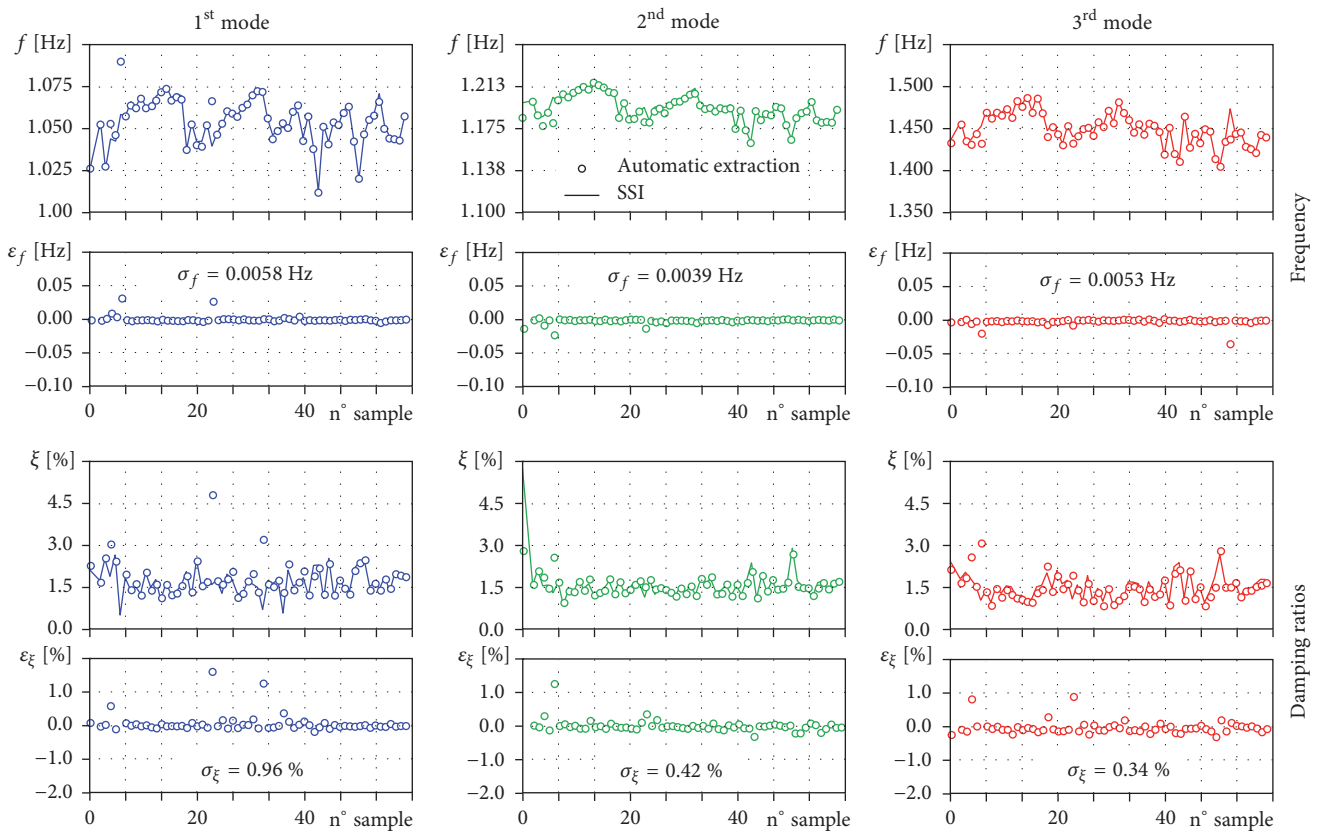 1st mode
2nd mode
3rd mode
f [Hz]
1.075
1.050
1.025
1.00
f [Hz]
1.213
1.175
1.138
1.100
Automatic extraction
SSI
f [Hz]
1.500
1.450
1.400
1.350
Frequency
εf [Hz]
0.05
0.00
−0.05
−0.10
σf = 0.0058 Hz
0 20 40 n° sample
εf [Hz]
0.05
0.00
−0.05
−0.10
σf = 0.0039 Hz
0 20 40 n° sample
εf [Hz]
0.05
0.00
−0.05
−0.10
σf = 0.0053 Hz
0 20 40 n° sample
ξ [%]
4.5
3.0
1.5
0.0
ξ [%]
4.5
3.0
1.5
0.0
ξ [%]
4.5
3.0
1.5
0.0
Damping ratios
εξ [%]
1.0
0.0
−1.0
−2.0
σξ = 0.96 %
0 20 40 n° sample
εξ [%]
1.0
0.0
−1.0
−2.0
σξ = 0.42 %
0 20 40 n° sample
εξ [%]
1.0
0.0
−1.0
−2.0
σξ = 0.34 %
0 20 40 n° sample